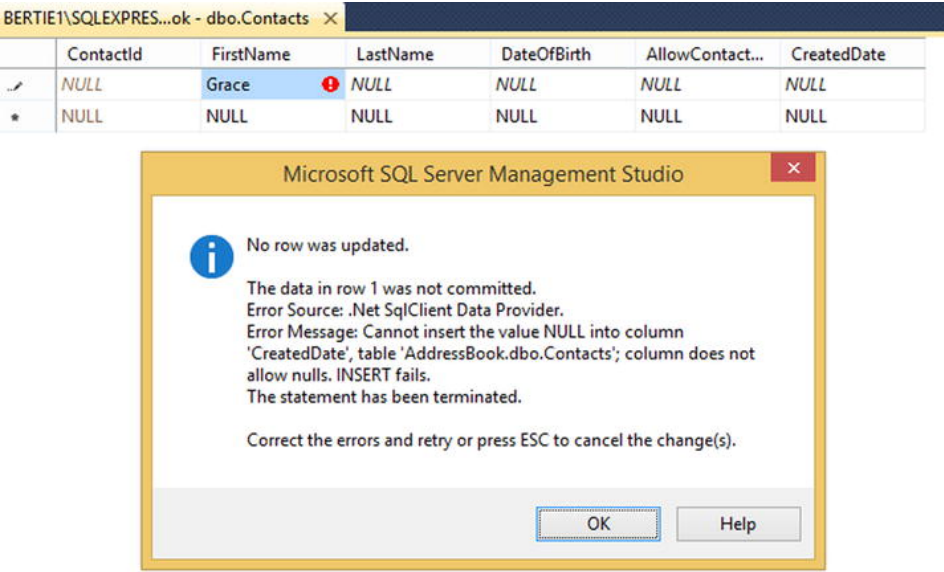 BERTIE1\SQLEXPRES...ok - dbo.Contacts
ContactId FirstName LastName DateOfBirth AllowContact... CreatedDate
NULL Grace NULL NULL NULL NULL
NULL NULL NULL NULL NULL NULL
Microsoft SQL Server Management Studio
No row was updated.
The data in row 1 was not committed.
Error Source: .Net SqlClient Data Provider.
Error Message: Cannot insert the value NULL into column
'CreatedDate', table 'AddressBook.dbo.Contacts'; column does not
allow nulls. INSERT fails.
The statement has been terminated.
Correct the errors and retry or press ESC to cancel the change(s).
OK Help